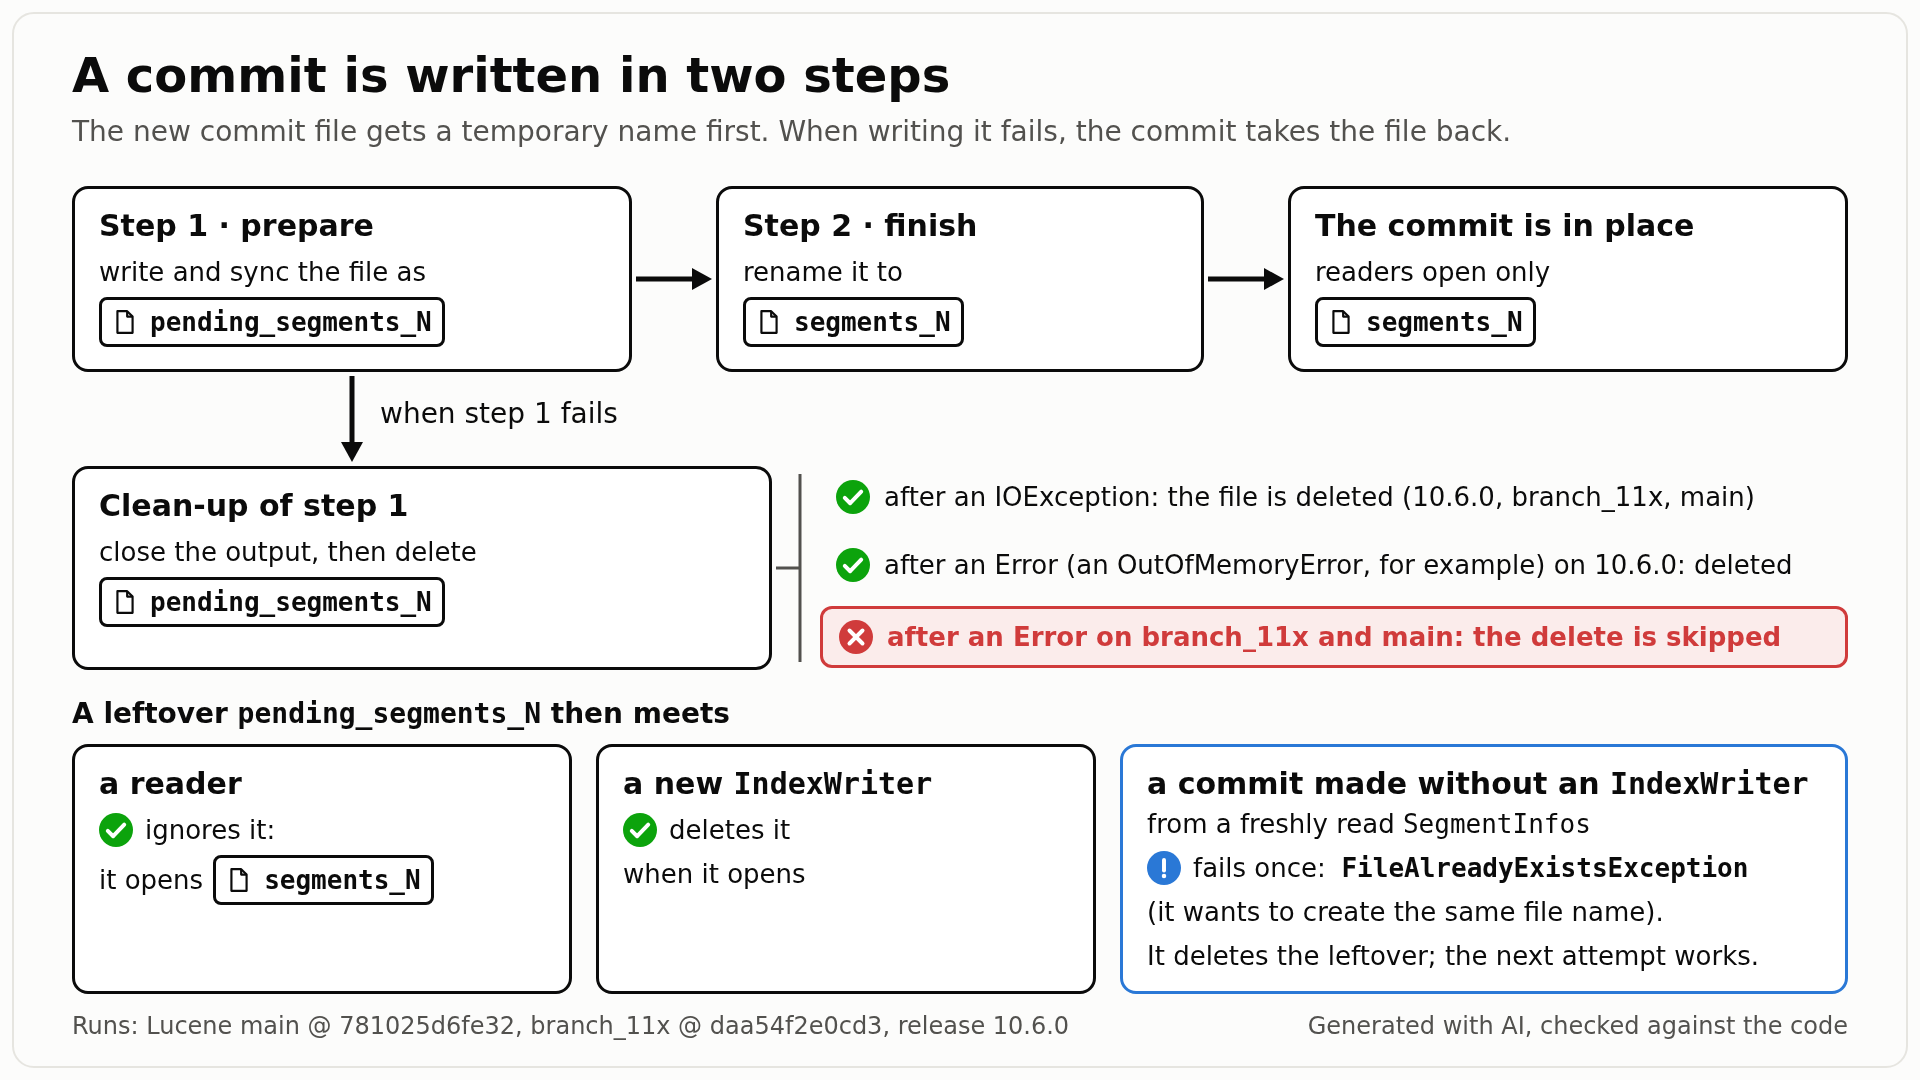 A commit is written in two steps
The new commit file gets a temporary name first. When writing it fails, the commit takes the file back.
Step 1 · prepare
write and sync the file as
pending_segments_N
Step 2 · finish
rename it to
segments_N
The commit is in place
readers open only
segments_N
when step 1 fails
Clean-up of step 1
close the output, then delete
pending_segments_N
after an IOException: the file is deleted (10.6.0, branch_11x, main)
after an Error (an OutOfMemoryError, for example) on 10.6.0: deleted
after an Error on branch_11x and main: the delete is skipped
A leftover pending_segments_N then meets
a reader
ignores it:
it opens segments_N
a new IndexWriter
deletes it
when it opens
a commit made without an IndexWriter
from a freshly read SegmentInfos
fails once: FileAlreadyExistsException
(it wants to create the same file name).
It deletes the leftover; the next attempt works.
Runs: Lucene main @ 781025d6fe32, branch_11x @ daa54f2e0cd3, release 10.6.0
Generated with AI, checked against the code